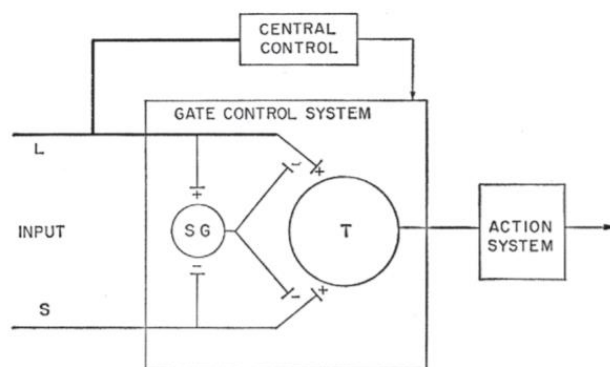 CENTRAL
CONTROL
GATE CONTROL SYSTEM
L
+
-
+
INPUT
SG
T
ACTION
SYSTEM
-
-
+
S